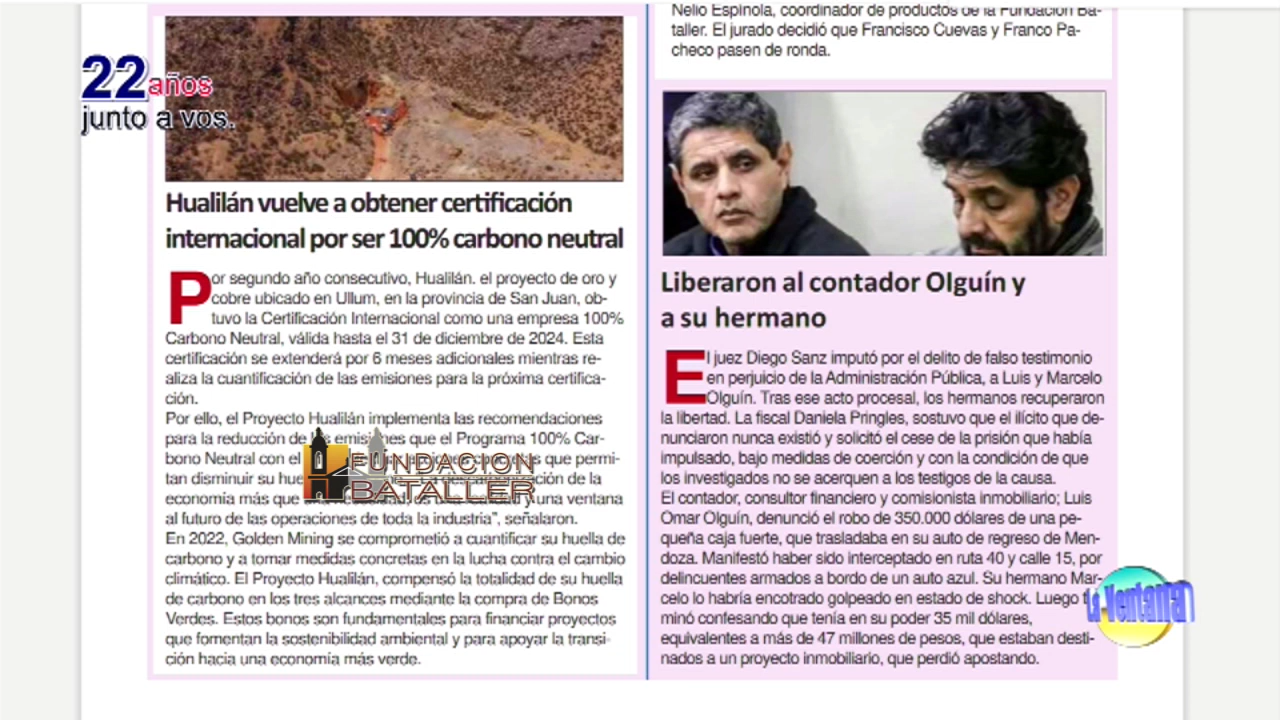 22 años
junto a vos.
Hualilán vuelve a obtener certificación
internacional por ser 100% carbono neutral
Por segundo año consecutivo, Hualilán. el proyecto de oro y
cobre ubicado en Ullum, en la provincia de San Juan, ob-
tuvo la Certificación Internacional como una empresa 100%
Carbono Neutral, válida hasta el 31 de diciembre de 2024. Esta
certificación se extenderá por 6 meses adicionales mientras re-
aliza la cuantificación de las emisiones para la próxima certifica-
ción.
Por ello, el Proyecto Hualilán implementa las recomendaciones
para la reducción de las emisiones que el Programa 100% Car-
bono Neutral con el que permi-
tan disminuir su de la
economía más que y una ventana
al futuro de las operaciones de toda la industria”, señalaron.
En 2022, Golden Mining se comprometió a cuantificar su huella de
carbono y a tomar medidas concretas en la lucha contra el cambio
climático. El Proyecto Hualilán, compensó la totalidad de su huella
de carbono en los tres alcances mediante la compra de Bonos
Verdes. Estos bonos son fundamentales para financiar proyectos
que fomentan la sostenibilidad ambiental y para apoyar la transi-
ción hacia una economía más verde.
FUNDACION
BATALLER
Nelio Espínola, coordinador de productos de la Fundación Ba-
taller. El jurado decidió que Francisco Cuevas y Franco Pa-
checo pasen de ronda.
Liberaron al contador Olguín y
a su hermano
El juez Diego Sanz imputó por el delito de falso testimonio
en perjuicio de la Administración Pública, a Luis y Marcelo
Olguín. Tras ese acto procesal, los hermanos recuperaron
la libertad. La fiscal Daniela Pringles, sostuvo que el ilícito que de-
nunciaron nunca existió y solicitó el cese de la prisión que había
impulsado, bajo medidas de coerción y con la condición de que
los investigados no se acerquen a los testigos de la causa.
El contador, consultor financiero y comisionista inmobiliario; Luis
Omar Olguín, denunció el robo de 350.000 dólares de una pe-
queña caja fuerte, que trasladaba en su auto de regreso de Men-
doza. Manifestó haber sido interceptado en ruta 40 y calle 15, por
delincuentes armados a bordo de un auto azul. Su hermano Mar-
celo lo habría encotrado golpeado en estado de shock. Luego
minó confesando que tenía en su poder 35 mil dólares,
equivalentes a más de 47 millones de pesos, que estaban desti-
nados a un proyecto inmobiliario, que perdió apostando.
la Ventana